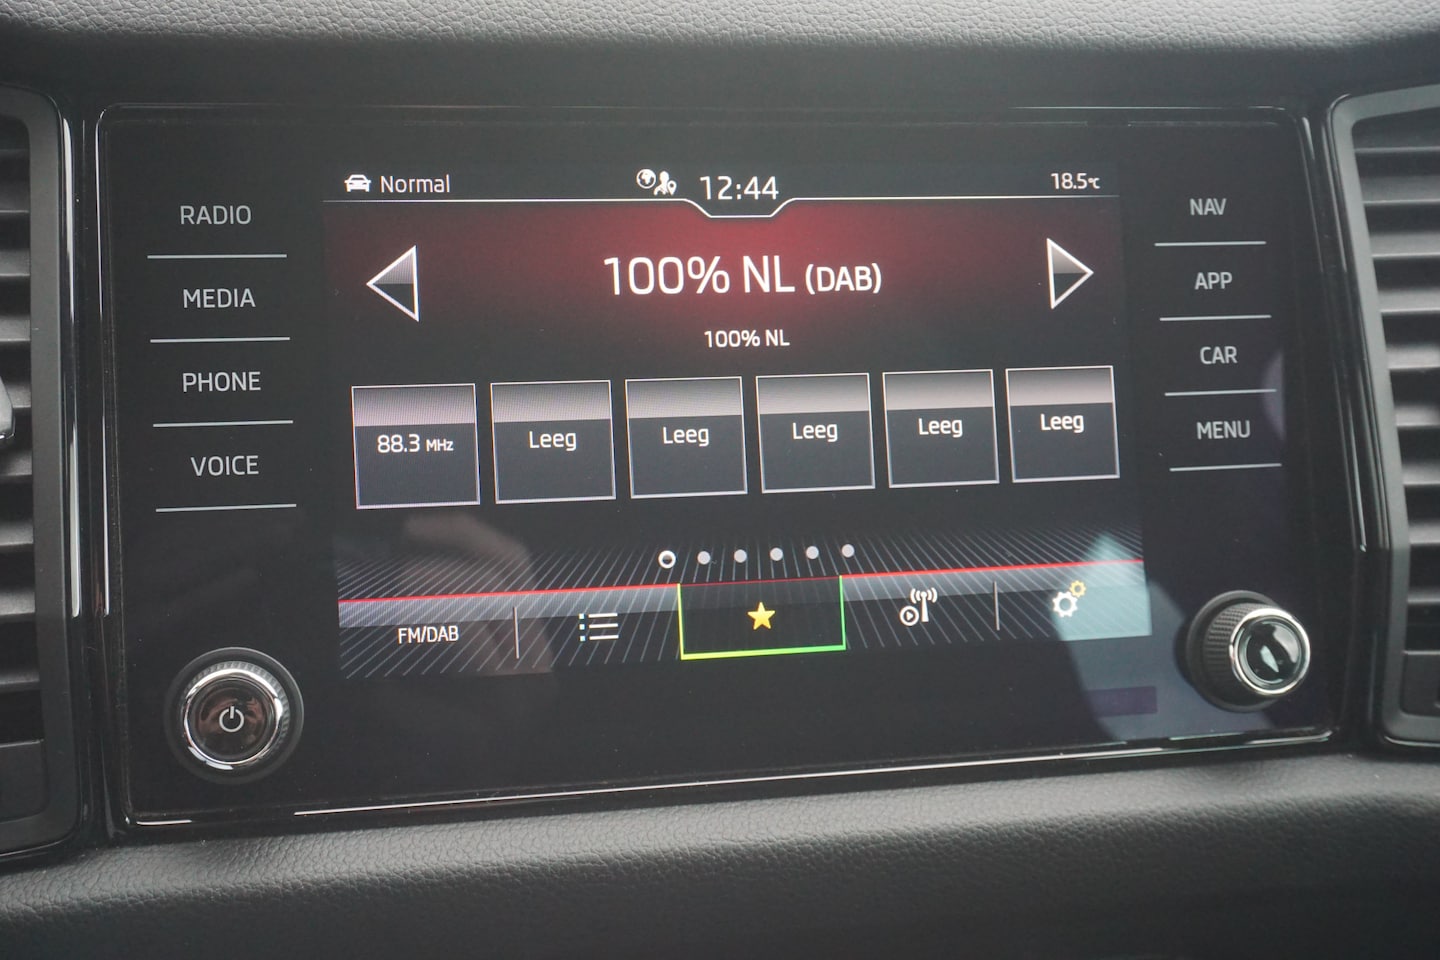 Normal
12:44
18.5°C
RADIO
MEDIA
PHONE
VOICE
100% NL (DAB)
100% NL
88.3 MHz
Leeg
Leeg
Leeg
Leeg
Leeg
FM/DAB
NAV
APP
CAR
MENU